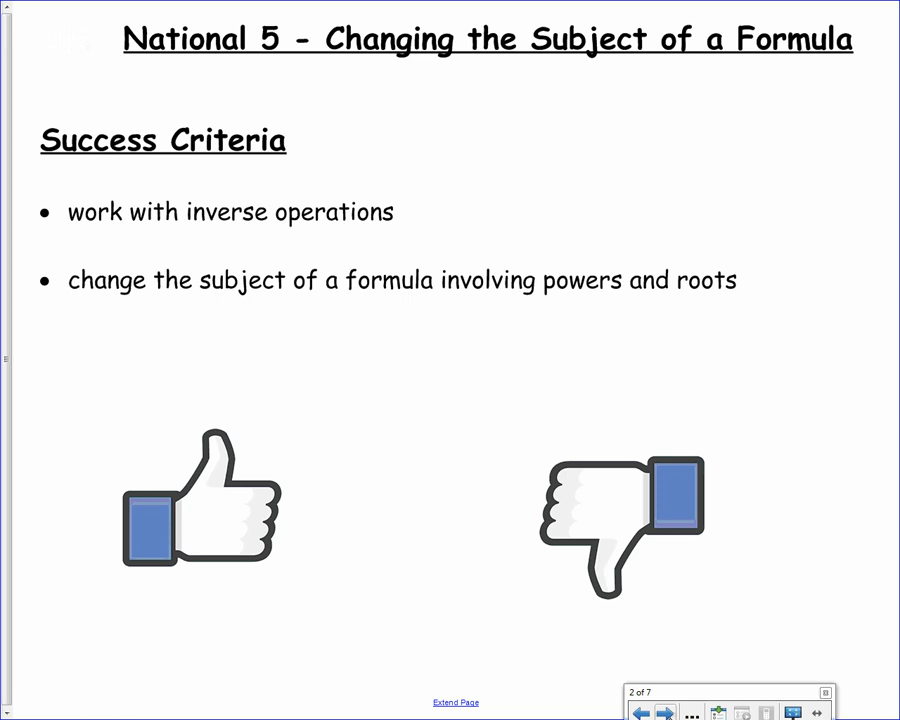 National 5 - Changing the Subject of a Formula
Success Criteria
• work with inverse operations
• change the subject of a formula involving powers and roots
Extend Page
2 of 7